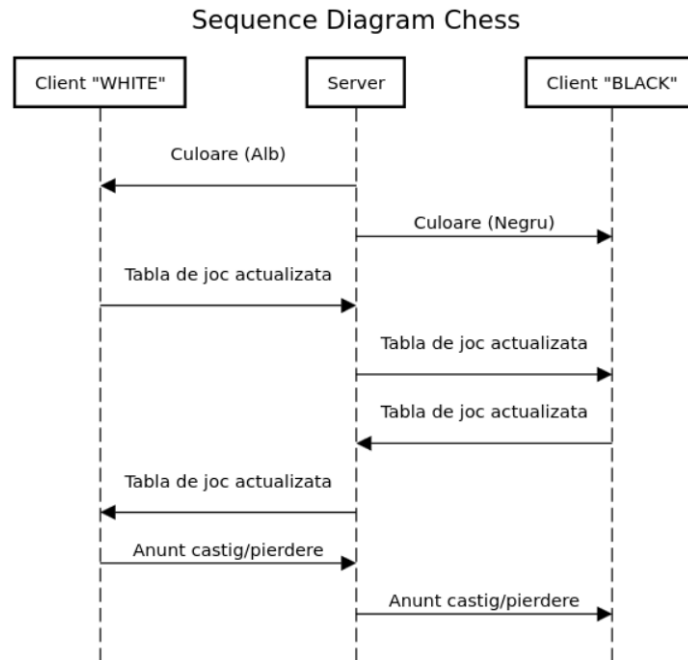 Sequence Diagram Chess
Client "WHITE"
Server
Client "BLACK"
Culoare (Alb)
Culoare (Negru)
Tabla de joc actualizata
Tabla de joc actualizata
Tabla de joc actualizata
Tabla de joc actualizata
Anunt castig/pierdere
Anunt castig/pierdere